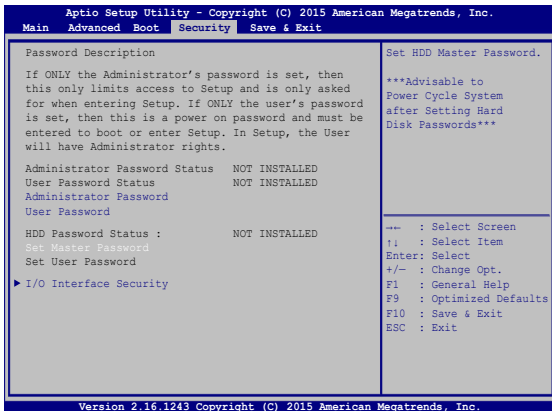 Aptio Setup Utility - Copyright (C) 2015 American Megatrends, Inc.
Main Advanced Boot Security Save & Exit
Password Description
If ONLY the Administrator's password is set, then
this only limits access to Setup and is only asked
for when entering Setup. If ONLY the user's password
is set, then this is a power on password and must be
entered to boot or enter Setup. In Setup, the User
will have Administrator rights.
Administrator Password Status NOT INSTALLED
User Password Status NOT INSTALLED
Administrator Password
User Password
HDD Password Status : NOT INSTALLED
Set Master Password
Set User Password
▶ I/O Interface Security
Set HDD Master Password.
***Advisable to
Power Cycle System
after Setting Hard
Disk Passwords***
→← : Select Screen
↑↓ : Select Item
Enter: Select
+/— : Change Opt.
F1 : General Help
F9 : Optimized Defaults
F10 : Save & Exit
ESC : Exit
Version 2.16.1243 Copyright (C) 2015 American Megatrends, Inc.